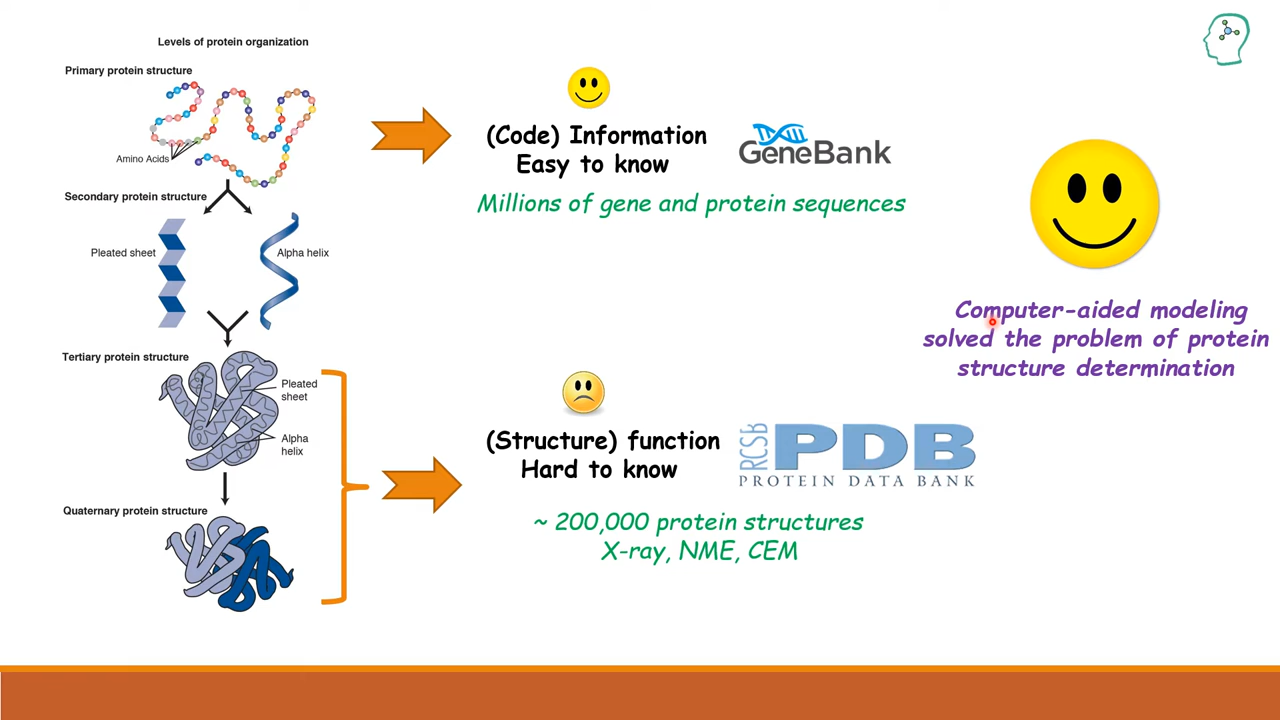 Levels of protein organization
Primary protein structure
Amino Acids
Secondary protein structure
Pleated sheet
Alpha helix
Tertiary protein structure
Pleated
sheet
Alpha
helix
Quaternary protein structure
(Code) Information
Easy to know
GeneBank
Millions of gene and protein sequences
(Structure) function
Hard to know
RCSB
PDB
PROTEIN DATA BANK
~ 200,000 protein structures
X-ray, NME, CEM
Computer-aided modeling
solved the problem of protein
structure determination